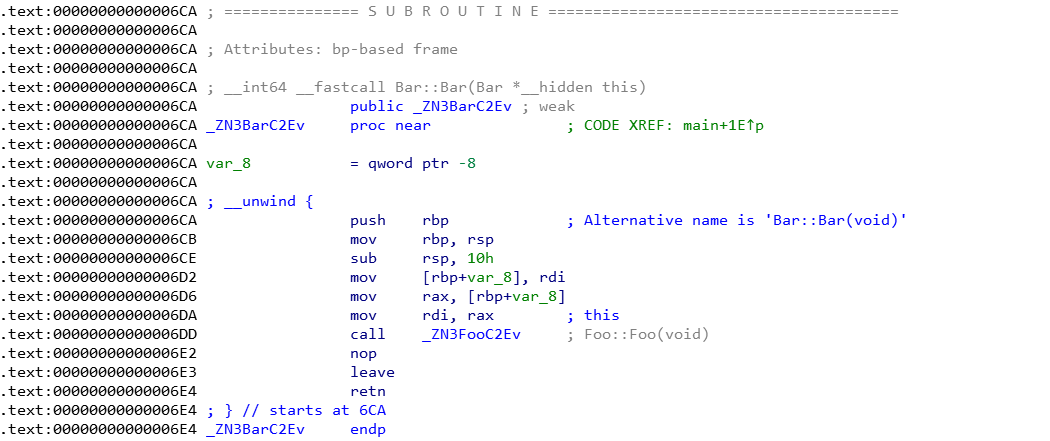 .text:00000000000006CA ; =============== S U B R O U T I N E =======================================
.text:00000000000006CA
.text:00000000000006CA ; Attributes: bp-based frame
.text:00000000000006CA
.text:00000000000006CA ; __int64 __fastcall Bar::Bar(Bar *__hidden this)
.text:00000000000006CA                 public _ZN3BarC2Ev ; weak
.text:00000000000006CA _ZN3BarC2Ev     proc near               ; CODE XREF: main+1E↑p
.text:00000000000006CA
.text:00000000000006CA var_8           = qword ptr -8
.text:00000000000006CA
.text:00000000000006CA ; __unwind {
.text:00000000000006CA                 push    rbp             ; Alternative name is 'Bar::Bar(void)'
.text:00000000000006CB                 mov     rbp, rsp
.text:00000000000006CE                 sub     rsp, 10h
.text:00000000000006D2                 mov     [rbp+var_8], rdi
.text:00000000000006D6                 mov     rax, [rbp+var_8]
.text:00000000000006DA                 mov     rdi, rax        ; this
.text:00000000000006DD                 call    _ZN3FooC2Ev     ; Foo::Foo(void)
.text:00000000000006E2                 nop
.text:00000000000006E3                 leave
.text:00000000000006E4                 retn
.text:00000000000006E4 ; } // starts at 6CA
.text:00000000000006E4 _ZN3BarC2Ev     endp